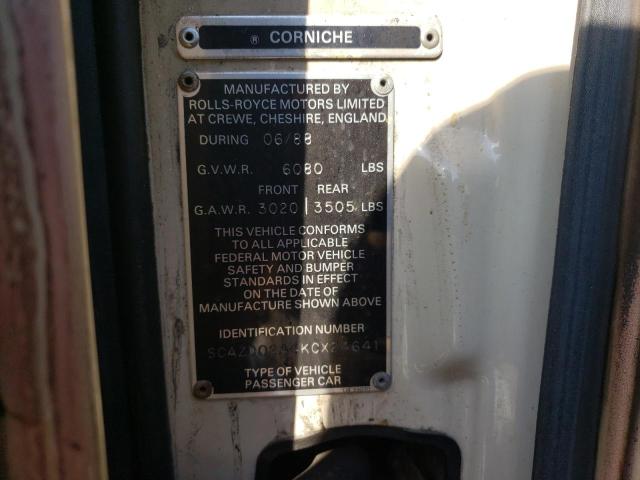 ® CORNICHE
MANUFACTURED BY
ROLLS-ROYCE MOTORS LIMITED
AT CREWE, CHESHIRE, ENGLAND
DURING 06/88
G.V.W.R. 6080 LBS
FRONT REAR
G.A.W.R. 3020 | 3505 LBS
THIS VEHICLE CONFORMS
TO ALL APPLICABLE
FEDERAL MOTOR VEHICLE
SAFETY AND BUMPER
STANDARDS IN EFFECT
ON THE DATE OF
MANUFACTURE SHOWN ABOVE
IDENTIFICATION NUMBER
TYPE OF VEHICLE
PASSENGER CAR